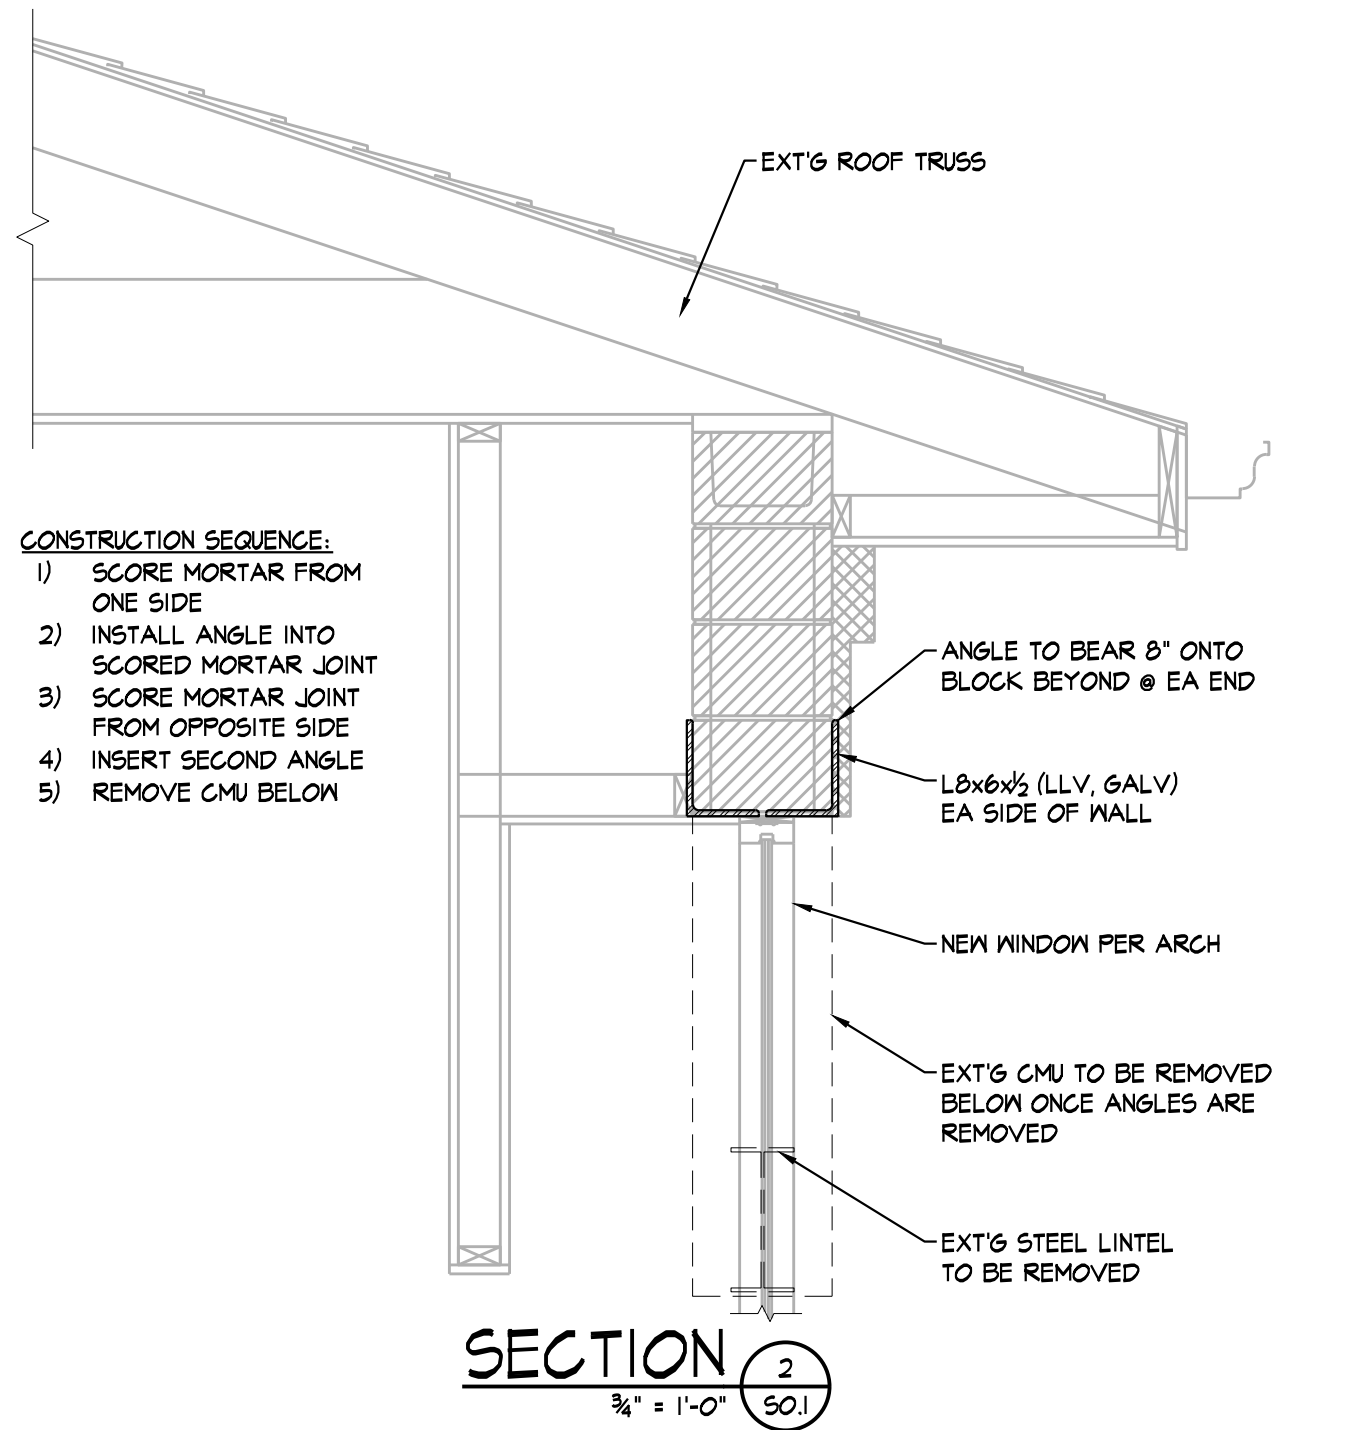 EXT'G ROOF TRUSS
CONSTRUCTION SEQUENCE:
1) SCORE MORTAR FROM
ONE SIDE
2) INSTALL ANGLE INTO
SCORED MORTAR JOINT
3) SCORE MORTAR JOINT
FROM OPPOSITE SIDE
4) INSERT SECOND ANGLE
5) REMOVE CMU BELOW
ANGLE TO BEAR 8" ONTO
BLOCK BEYOND @ EA END
L8x6x½ (LLV, GALV)
EA SIDE OF WALL
NEW WINDOW PER ARCH
EXT'G CMU TO BE REMOVED
BELOW ONCE ANGLES ARE
REMOVED
EXT'G STEEL LINTEL
TO BE REMOVED
SECTION
¾" = 1'-0"
2
S0.1